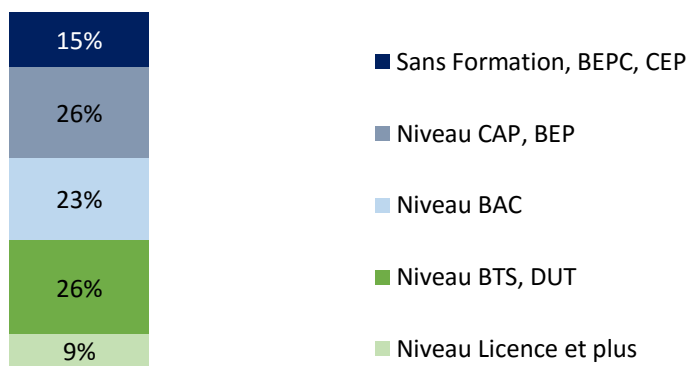 15%
26%
23%
26%
9%
Sans Formation, BEPC, CEP
Niveau CAP, BEP
Niveau BAC
Niveau BTS, DUT
Niveau Licence et plus